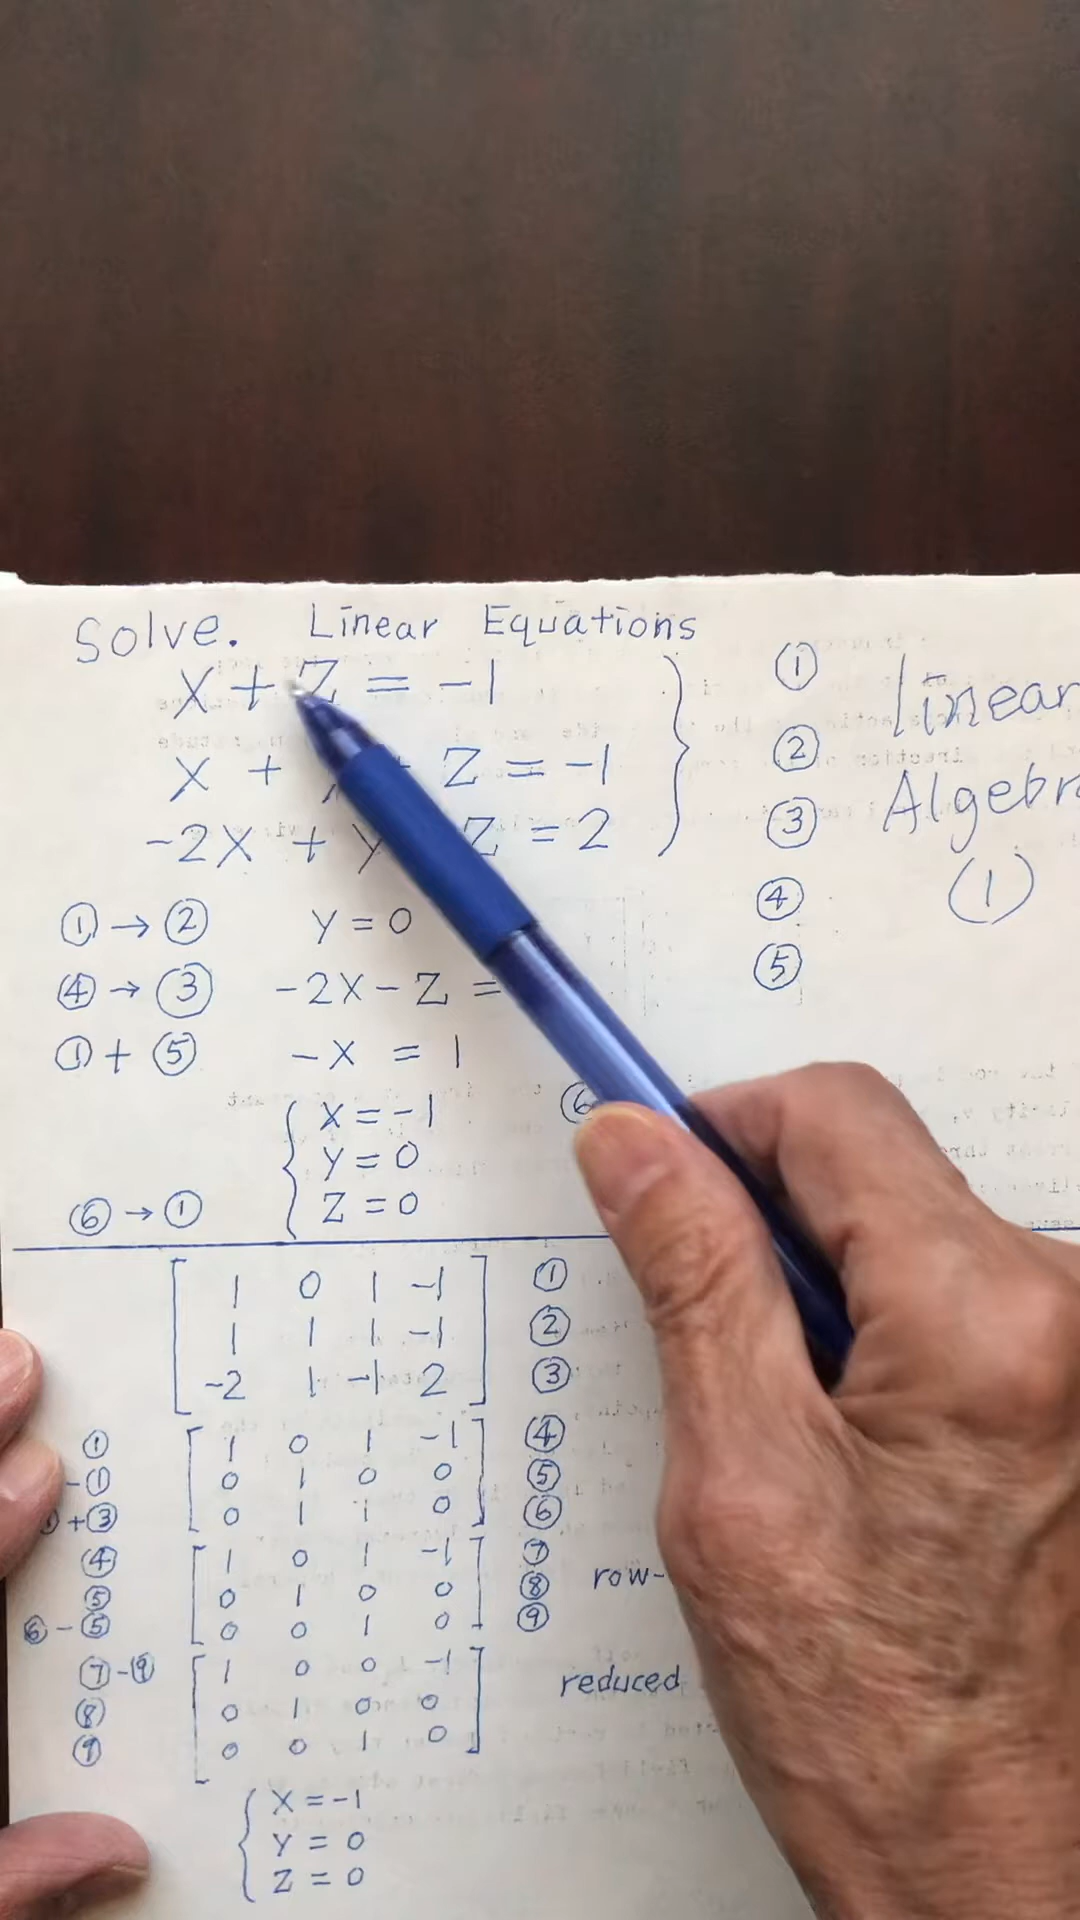 Solve. Linear Equations
X + Z = -1 ①
X + Z = -1 ②
-2X + Y Z = 2 ③
Linear
Algebra
(1)
① → ② Y = 0 ④
④ → ③ -2X - Z = ⑤
① + ⑤ -X = 1
X = -1 ⑥
Y = 0
⑥ → ① Z = 0
1 0 1 -1 ①
1 1 1 -1 ②
-2 1 -1 2 ③
① 1 0 1 -1 ④
-① 0 1 0 0 ⑤
+③ 0 1 1 0 ⑥
④ 1 0 1 -1 ⑦
⑤ 0 1 0 0 ⑧ row-
⑥ - ⑤ 0 0 1 0 ⑨
⑦-⑨ 1 0 0 -1 reduced
⑧ 0 1 0 0
⑨ 0 0 1 0
X = -1
Y = 0
Z = 0